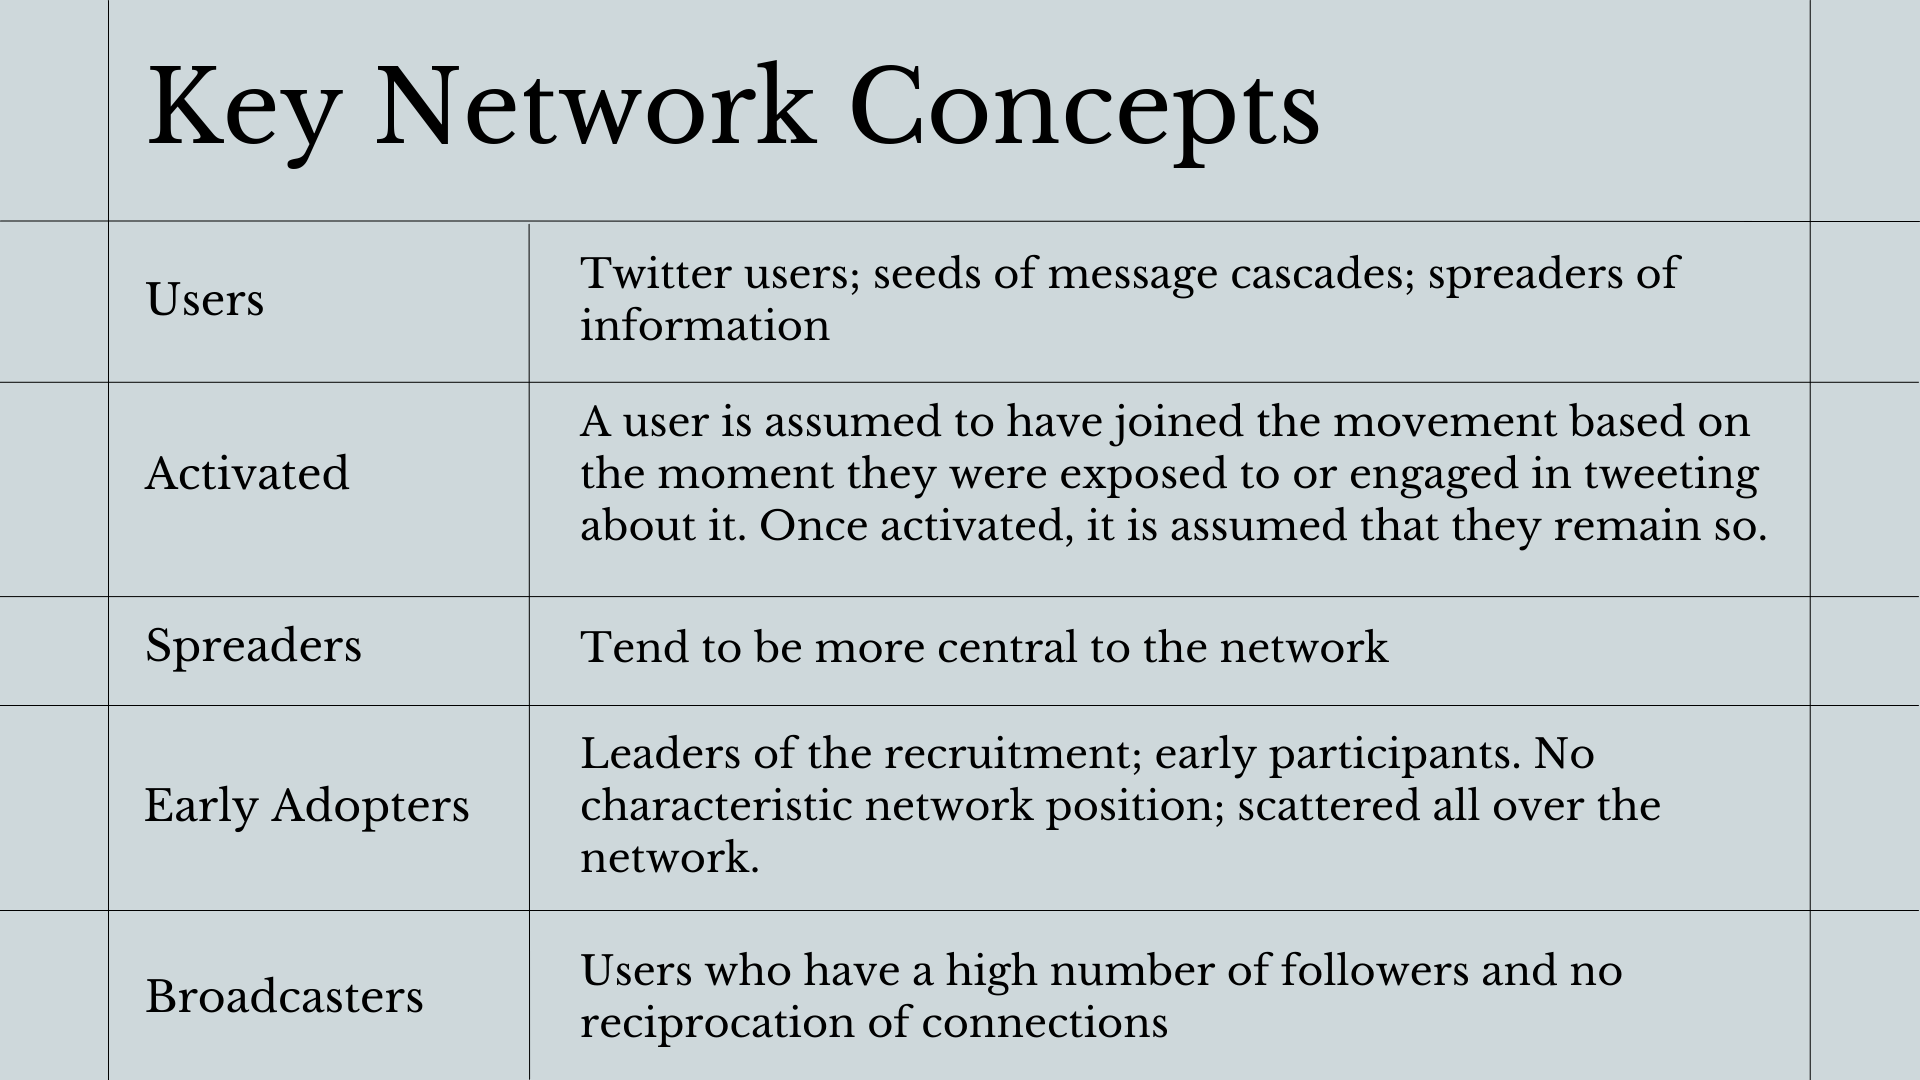 Key Network Concepts
Users
Twitter users; seeds of message cascades; spreaders of
information
Activated
A user is assumed to have joined the movement based on
the moment they were exposed to or engaged in tweeting
about it. Once activated, it is assumed that they remain so.
Spreaders
Tend to be more central to the network
Early Adopters
Leaders of the recruitment; early participants. No
characteristic network position; scattered all over the
network.
Broadcasters
Users who have a high number of followers and no
reciprocation of connections